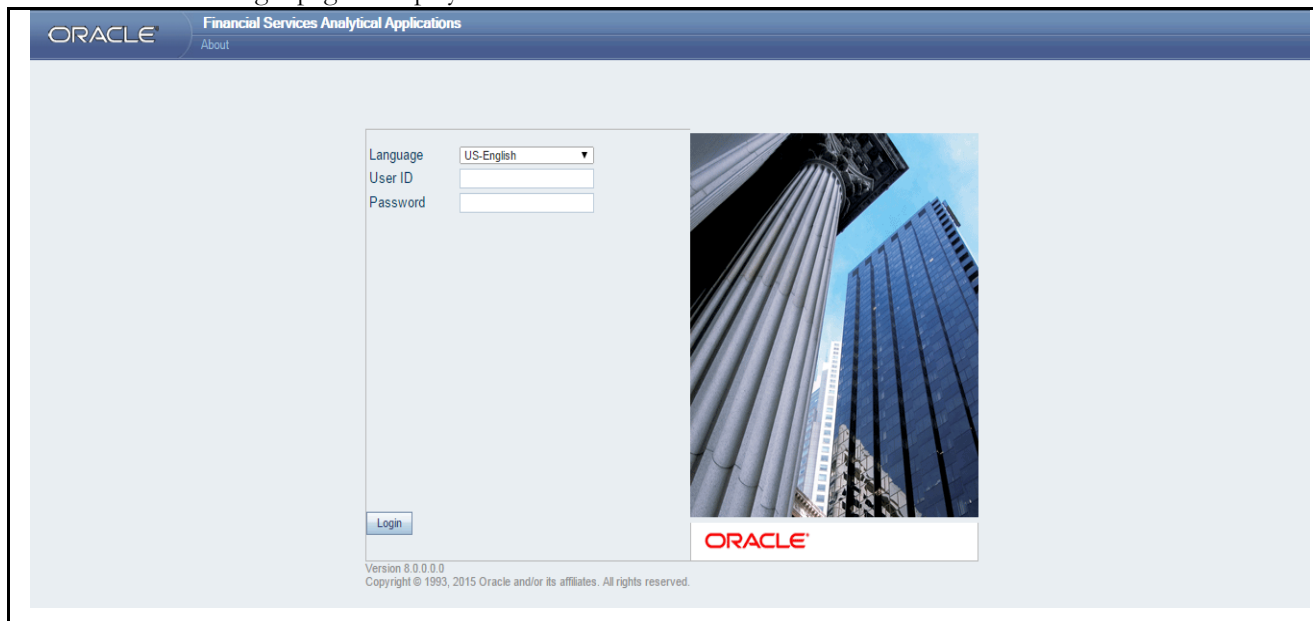 ORACLE®
Financial Services Analytical Applications
About
Language US-English
User ID
Password
Login
ORACLE®
Version 8.0.0.0.0
Copyright © 1993, 2015 Oracle and/or its affiliates. All rights reserved.